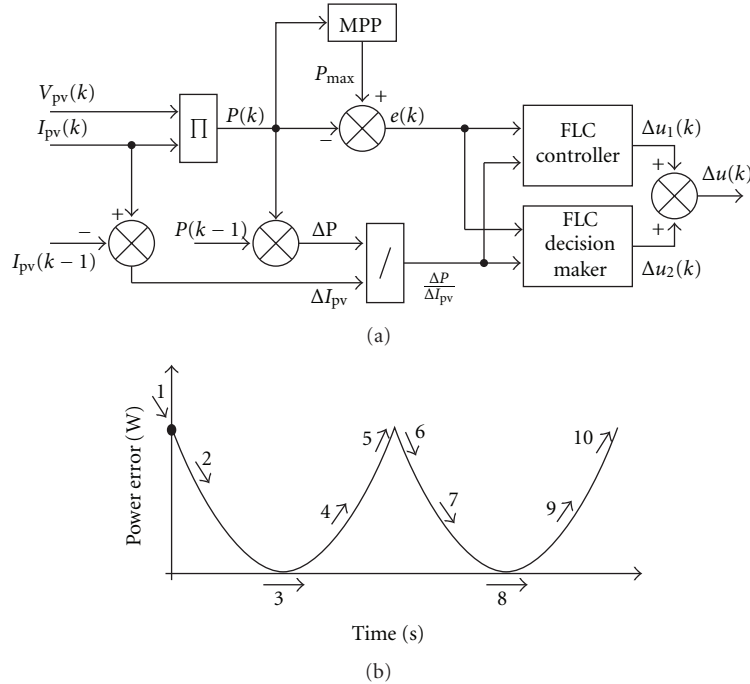 MPP
P_max
V_pv(k)
I_pv(k)
∏
P(k)
+
−
e(k)
FLC
controller
Δu_1(k)
+
Δu(k)
+
−
+
I_pv(k − 1)
P(k−1)
ΔP
ΔI_pv
/
ΔP
ΔI_pv
FLC
decision
maker
Δu_2(k)
(a)
Power error (W)
1
2
3
4
5
6
7
8
9
10
Time (s)
(b)